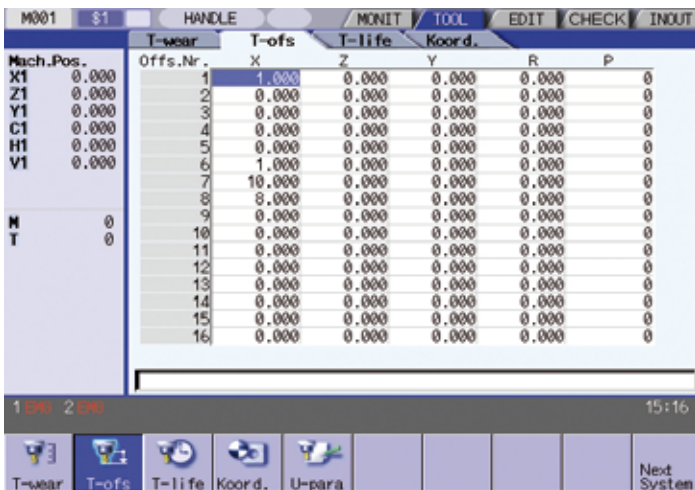 M001 $1 HANDLE MONIT TOOL EDIT CHECK INOUT
T-wear T-ofs T-life Koord.
Mach.Pos.
X1 0.000
Z1 0.000
Y1 0.000
C1 0.000
H1 0.000
V1 0.000
M 0
T 0
Offs.Nr. X Z Y R P
1 1.000 0.000 0.000 0.000 0
2 0.000 0.000 0.000 0.000 0
3 0.000 0.000 0.000 0.000 0
4 0.000 0.000 0.000 0.000 0
5 0.000 0.000 0.000 0.000 0
6 1.000 0.000 0.000 0.000 0
7 10.000 0.000 0.000 0.000 0
8 8.000 0.000 0.000 0.000 0
9 0.000 0.000 0.000 0.000 0
10 0.000 0.000 0.000 0.000 0
11 0.000 0.000 0.000 0.000 0
12 0.000 0.000 0.000 0.000 0
13 0.000 0.000 0.000 0.000 0
14 0.000 0.000 0.000 0.000 0
15 0.000 0.000 0.000 0.000 0
16 0.000 0.000 0.000 0.000 0
1 EMG 2 EMG 15:16
T-wear T-ofs T-life Koord. U-para Next
System